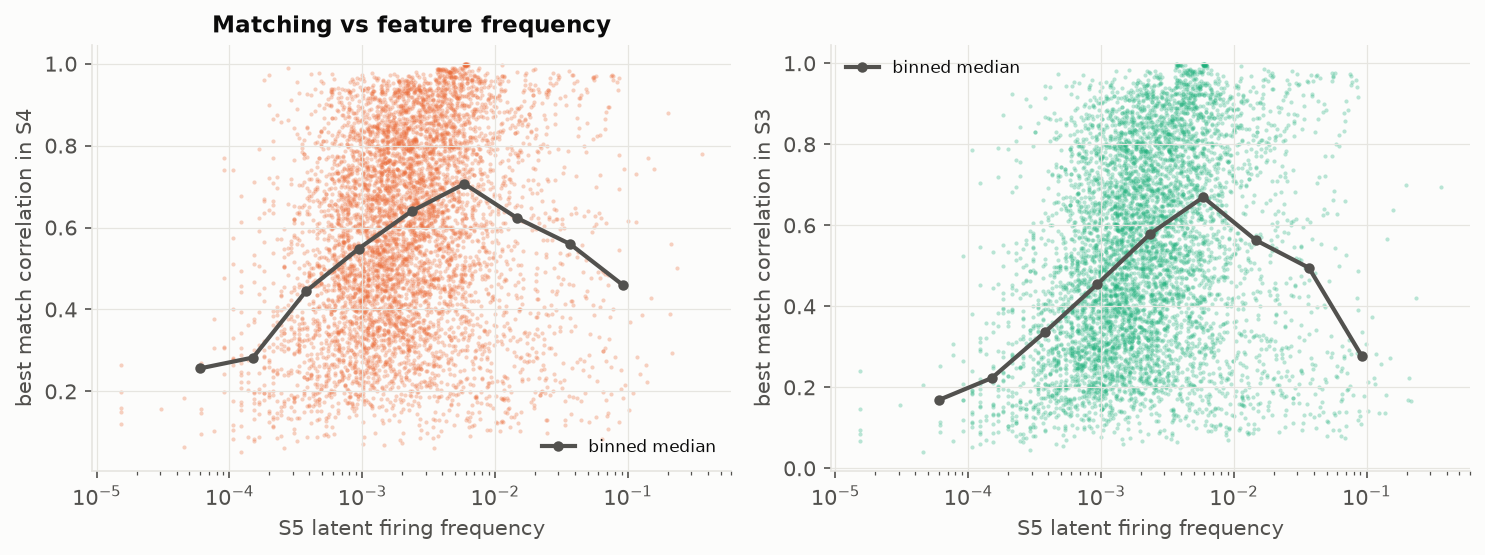 Matching vs feature frequency
best match correlation in S4
1.0
0.8
0.6
0.4
0.2
binned median
10⁻⁵ 10⁻⁴ 10⁻³ 10⁻² 10⁻¹
S5 latent firing frequency
best match correlation in S3
1.0
0.8
0.6
0.4
0.2
0.0
binned median
10⁻⁵ 10⁻⁴ 10⁻³ 10⁻² 10⁻¹
S5 latent firing frequency